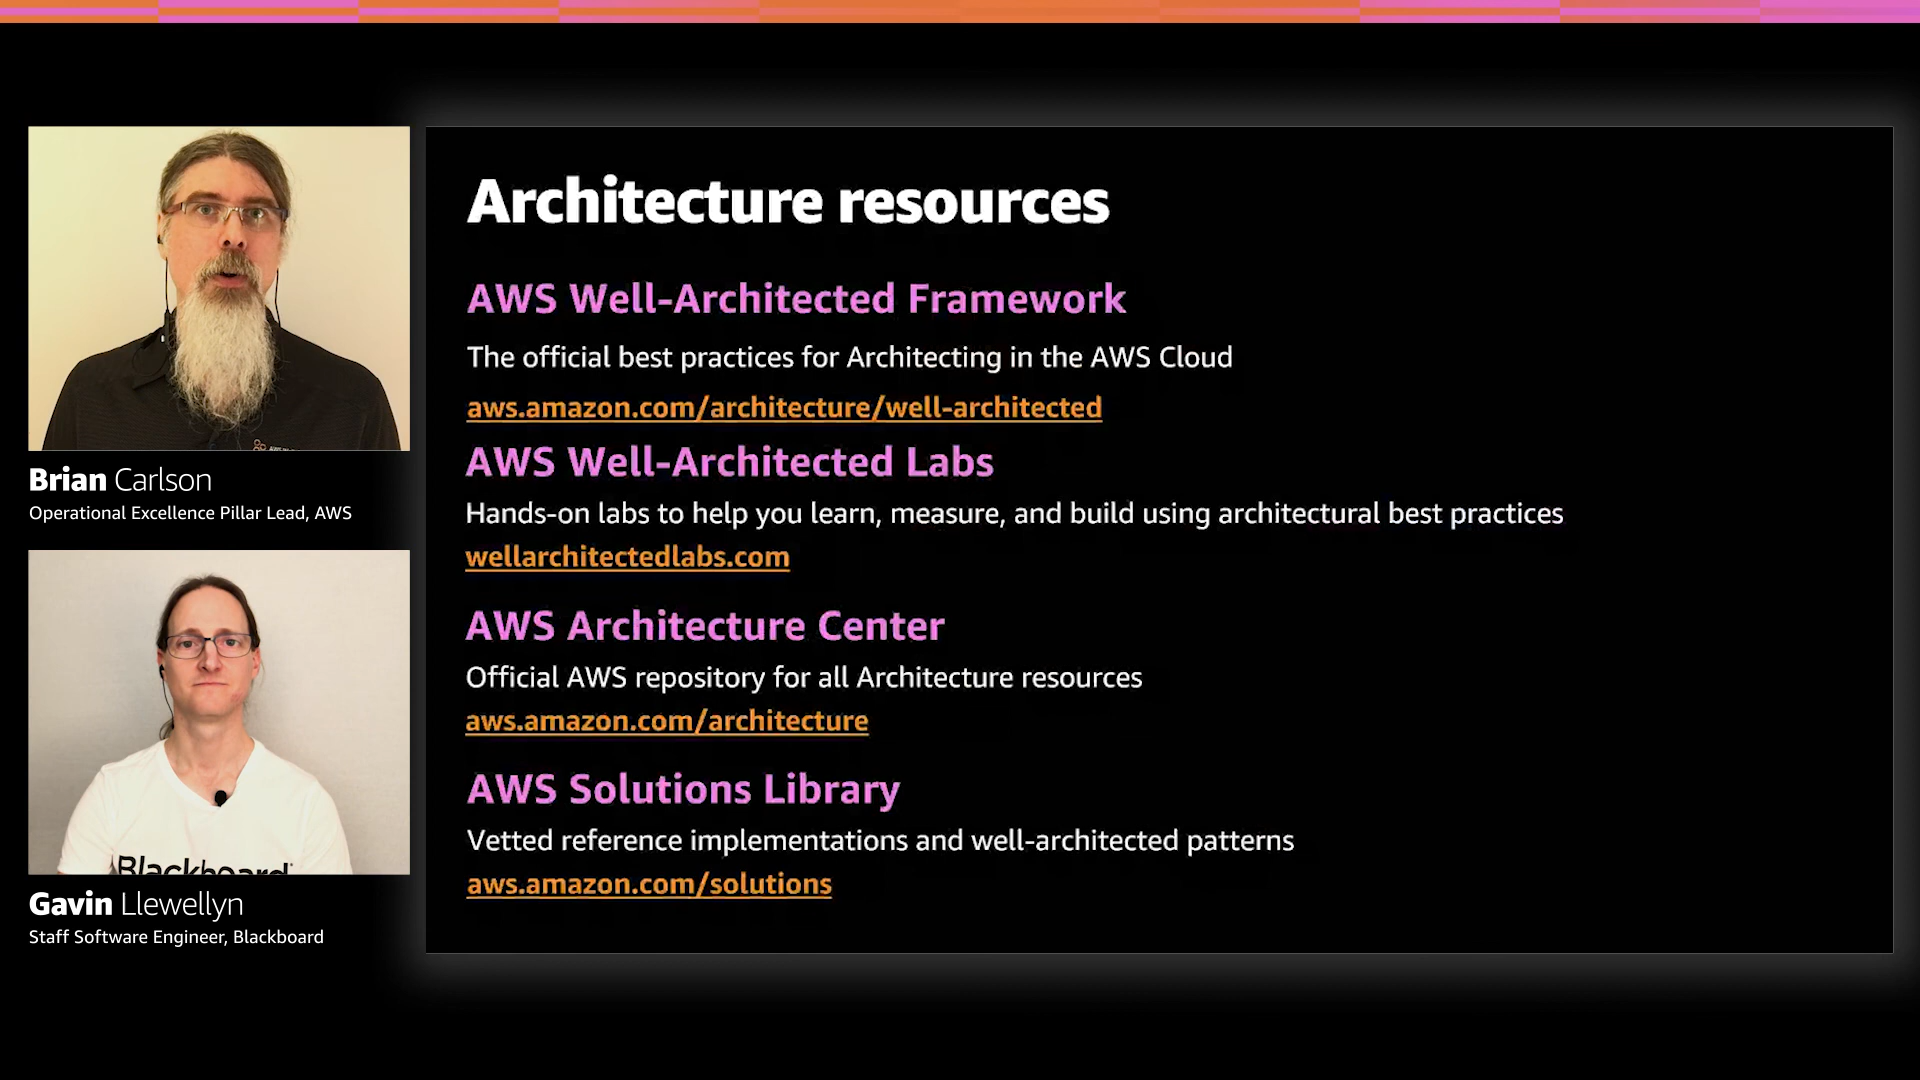 Architecture resources
AWS Well-Architected Framework
The official best practices for Architecting in the AWS Cloud
aws.amazon.com/architecture/well-architected
AWS Well-Architected Labs
Hands-on labs to help you learn, measure, and build using architectural best practices
wellarchitectedlabs.com
AWS Architecture Center
Official AWS repository for all Architecture resources
aws.amazon.com/architecture
AWS Solutions Library
Vetted reference implementations and well-architected patterns
aws.amazon.com/solutions
Brian Carlson
Operational Excellence Pillar Lead, AWS
Blackboard
Gavin Llewellyn
Staff Software Engineer, Blackboard